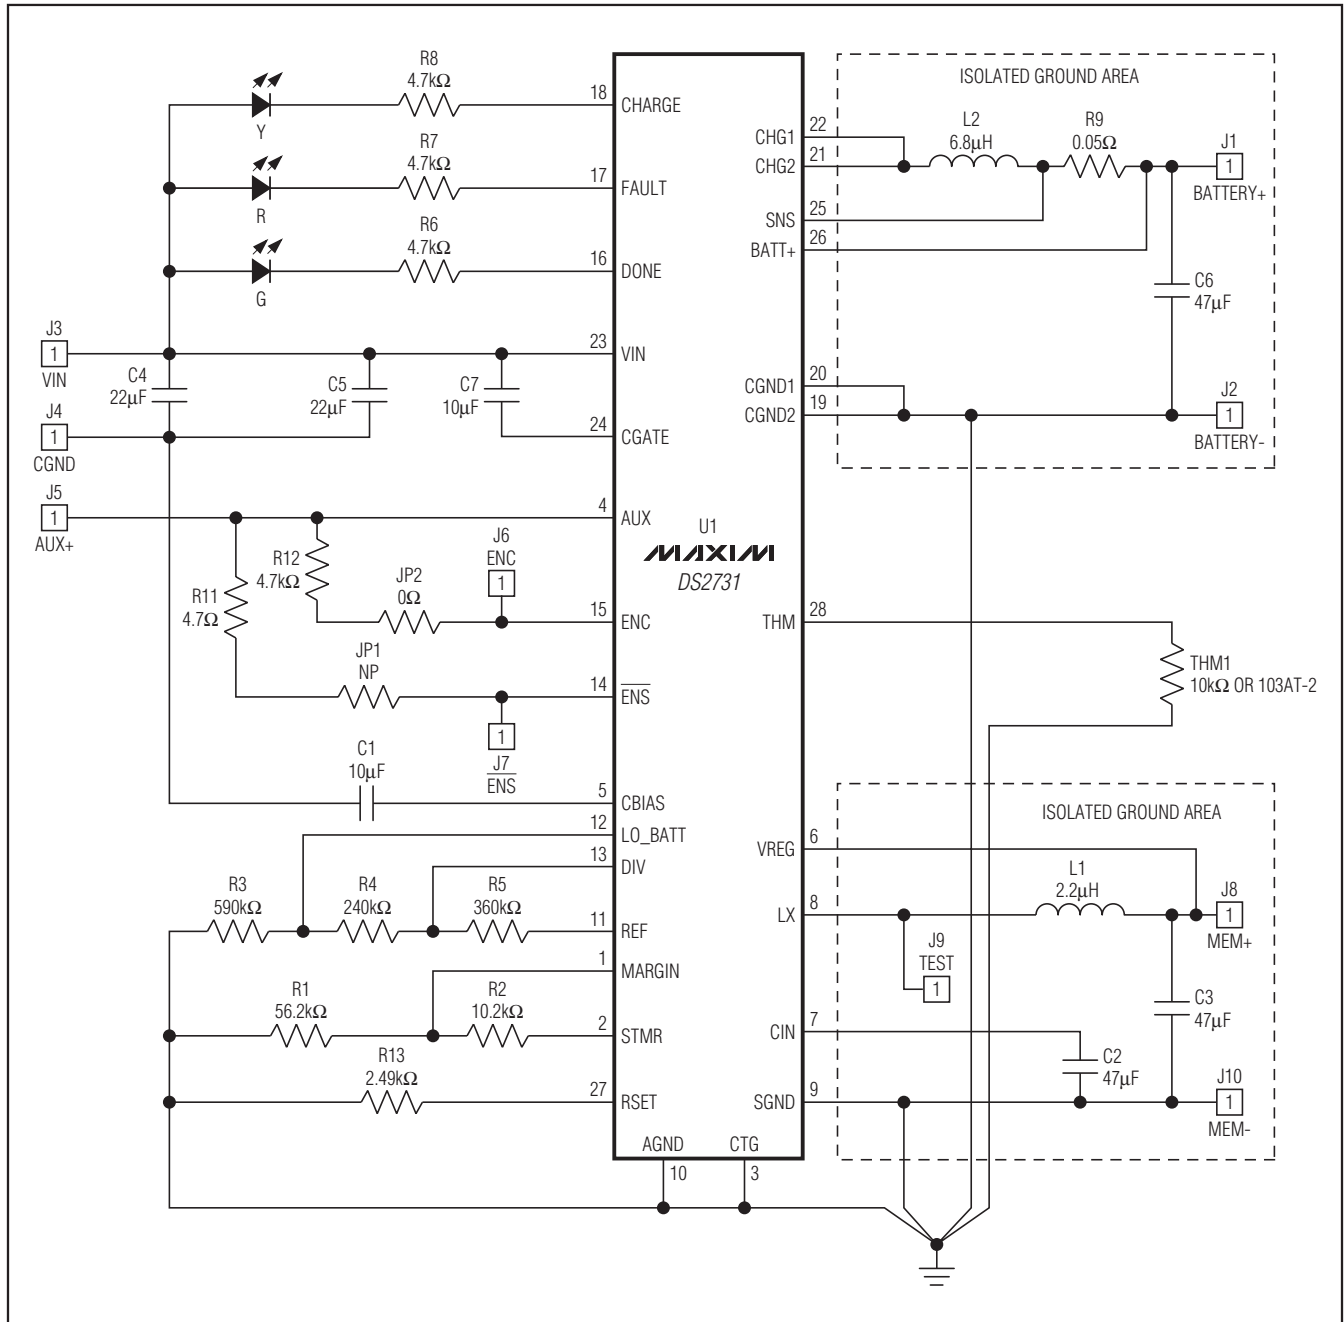 R8
4.7kΩ
Y
18
CHARGE
R7
4.7kΩ
R
17
FAULT
R6
4.7kΩ
G
16
DONE
J3
1
VIN
23
VIN
C4
22µF
C5
22µF
C7
10µF
J4
1
CGND
24
CGATE
J5
1
AUX+
4
AUX
R12
4.7kΩ
R11
4.7Ω
JP2
0Ω
J6
ENC
1
15
ENC
JP1
NP
14
ENS
1
J7
ENS
C1
10µF
5
CBIAS
12
LO_BATT
13
DIV
R3
590kΩ
R4
240kΩ
R5
360kΩ
11
REF
1
MARGIN
R1
56.2kΩ
R2
10.2kΩ
2
STMR
R13
2.49kΩ
27
RSET
AGND
10
CTG
3
U1
MAXIM
DS2731
ISOLATED GROUND AREA
CHG1
22
CHG2
21
L2
6.8µH
R9
0.05Ω
J1
1
BATTERY+
SNS
25
BATT+
26
C6
47µF
CGND1
20
CGND2
19
J2
1
BATTERY-
THM
28
THM1
10kΩ OR 103AT-2
ISOLATED GROUND AREA
VREG
6
L1
2.2µH
LX
8
J8
1
MEM+
J9
TEST
1
C3
47µF
CIN
7
C2
47µF
SGND
9
J10
1
MEM-